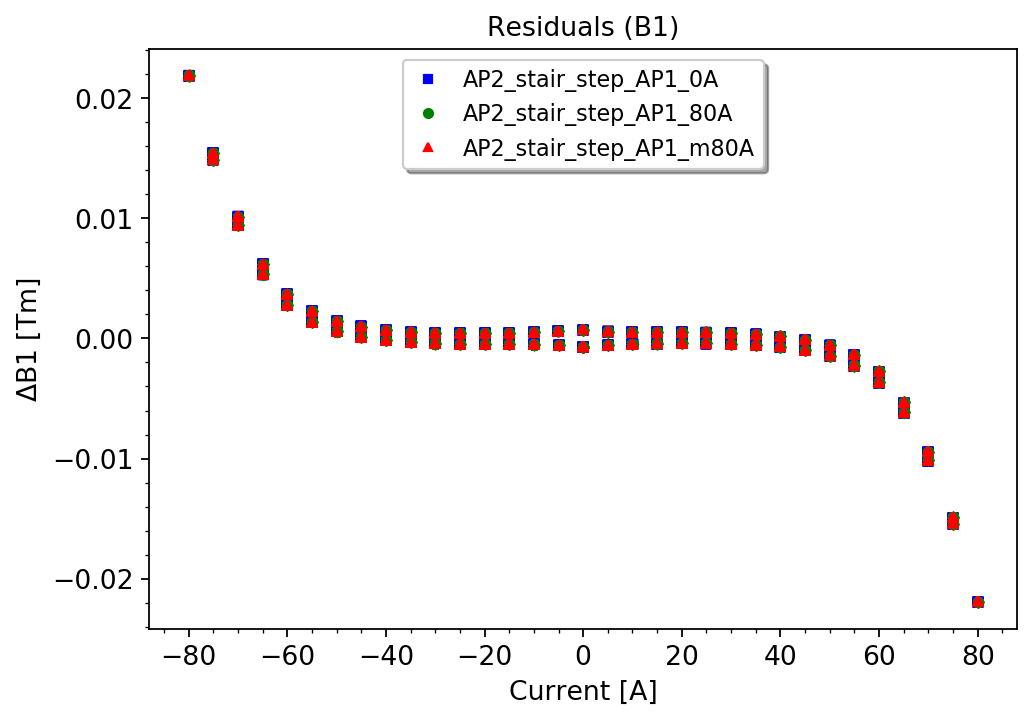 Residuals (B1)
AP2_stair_step_AP1_0A
AP2_stair_step_AP1_80A
AP2_stair_step_AP1_m80A
ΔB1 [Tm]
0.02
0.01
0.00
−0.01
−0.02
−80 −60 −40 −20 0 20 40 60 80
Current [A]